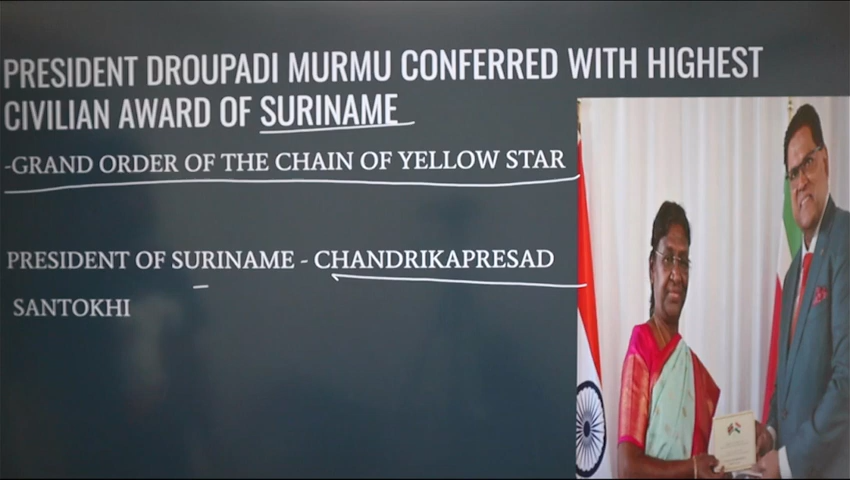 PRESIDENT DROUPADI MURMU CONFERRED WITH HIGHEST
CIVILIAN AWARD OF SURINAME
-GRAND ORDER OF THE CHAIN OF YELLOW STAR
PRESIDENT OF SURINAME - CHANDRIKAPRESAD
SANTOKHI